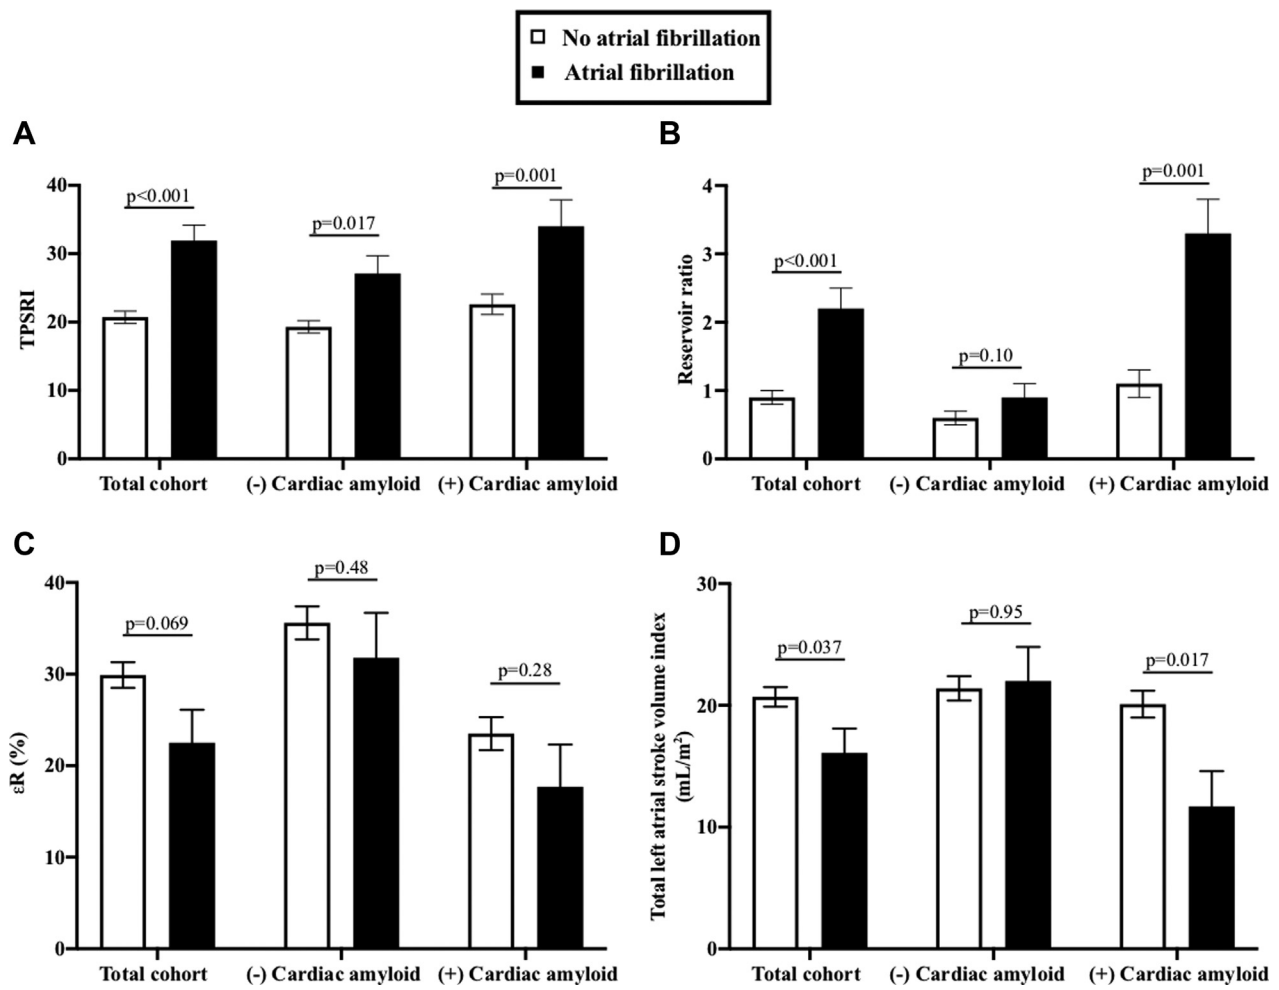 No atrial fibrillation
Atrial fibrillation
A
TPSRI
40
30
20
10
0
p<0.001
p=0.017
p=0.001
Total cohort
(-) Cardiac amyloid
(+) Cardiac amyloid
B
Reservoir ratio
4
3
2
1
0
p<0.001
p=0.10
p=0.001
Total cohort
(-) Cardiac amyloid
(+) Cardiac amyloid
C
εR (%)
40
30
20
10
0
p=0.069
p=0.48
p=0.28
Total cohort
(-) Cardiac amyloid
(+) Cardiac amyloid
D
Total left atrial stroke volume index
(mL/m²)
30
20
10
0
p=0.037
p=0.95
p=0.017
Total cohort
(-) Cardiac amyloid
(+) Cardiac amyloid